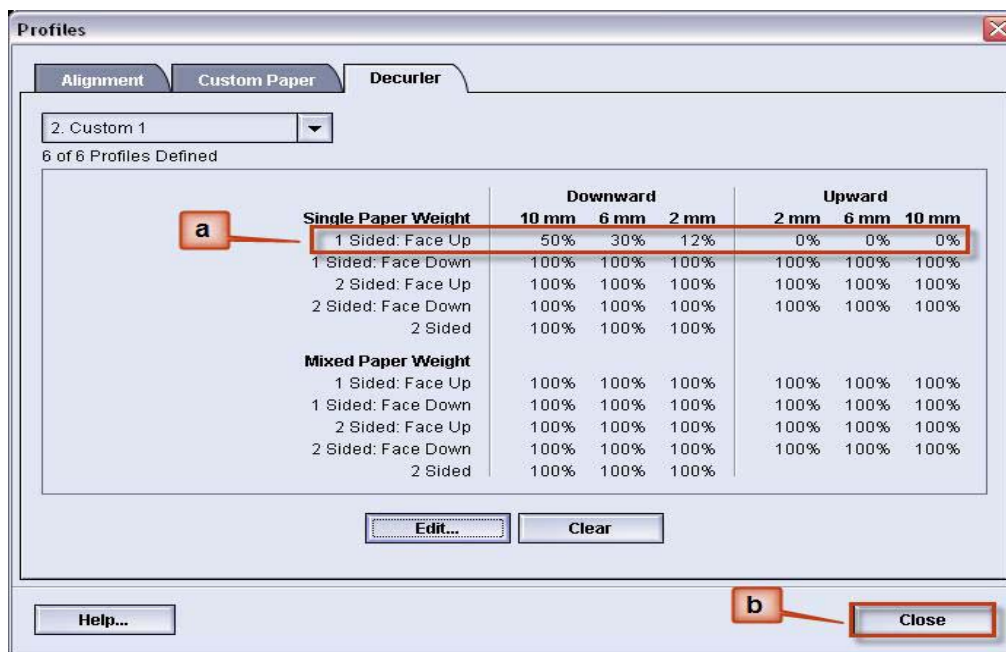 Profiles
Alignment Custom Paper Decurler
2. Custom 1
6 of 6 Profiles Defined
Downward Upward
Single Paper Weight 10 mm 6 mm 2 mm 2 mm 6 mm 10 mm
a
1 Sided: Face Up 50% 30% 12% 0% 0% 0%
1 Sided: Face Down 100% 100% 100% 100% 100% 100%
2 Sided: Face Up 100% 100% 100% 100% 100% 100%
2 Sided: Face Down 100% 100% 100% 100% 100% 100%
2 Sided 100% 100% 100%
Mixed Paper Weight
1 Sided: Face Up 100% 100% 100% 100% 100% 100%
1 Sided: Face Down 100% 100% 100% 100% 100% 100%
2 Sided: Face Up 100% 100% 100% 100% 100% 100%
2 Sided: Face Down 100% 100% 100% 100% 100% 100%
2 Sided 100% 100% 100%
Edit... Clear
b
Help... Close